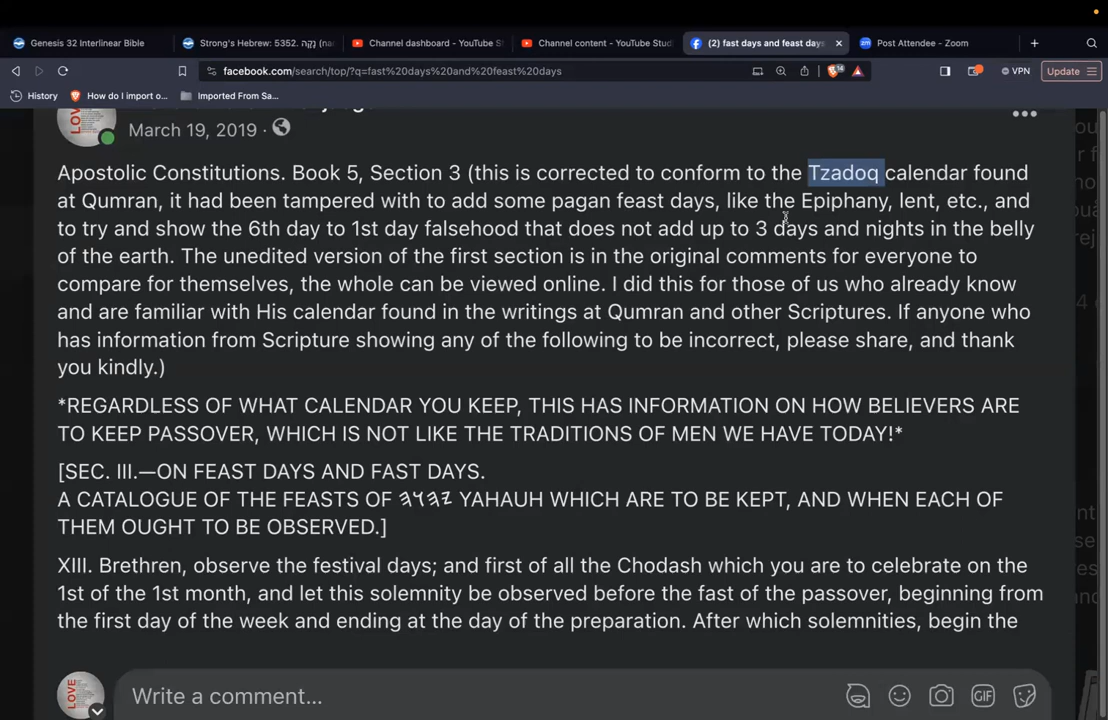 Genesis 32 Interlinear Bible
Strong's Hebrew: 5352. נָקָה (na
Channel dashboard - YouTube S
Channel content - YouTube Studi
(2) fast days and feast days
Post Attendee - Zoom
facebook.com/search/top/?q=fast%20days%20and%20feast%20days
14
VPN
Update
History
How do I import o...
Imported From Sa...
March 19, 2019 ·
Apostolic Constitutions. Book 5, Section 3 (this is corrected to conform to the Tzadoq calendar found
at Qumran, it had been tampered with to add some pagan feast days, like the Epiphany, lent, etc., and
to try and show the 6th day to 1st day falsehood that does not add up to 3 days and nights in the belly
of the earth. The unedited version of the first section is in the original comments for everyone to
compare for themselves, the whole can be viewed online. I did this for those of us who already know
and are familiar with His calendar found in the writings at Qumran and other Scriptures. If anyone who
has information from Scripture showing any of the following to be incorrect, please share, and thank
you kindly.)
*REGARDLESS OF WHAT CALENDAR YOU KEEP, THIS HAS INFORMATION ON HOW BELIEVERS ARE
TO KEEP PASSOVER, WHICH IS NOT LIKE THE TRADITIONS OF MEN WE HAVE TODAY!*
[SEC. III.—ON FEAST DAYS AND FAST DAYS.
A CATALOGUE OF THE FEASTS OF 𐤉𐤄𐤅𐤄 YAHAUH WHICH ARE TO BE KEPT, AND WHEN EACH OF
THEM OUGHT TO BE OBSERVED.]
XIII. Brethren, observe the festival days; and first of all the Chodash which you are to celebrate on the
1st of the 1st month, and let this solemnity be observed before the fast of the passover, beginning from
the first day of the week and ending at the day of the preparation. After which solemnities, begin the
LOVE
Write a comment...
GIF